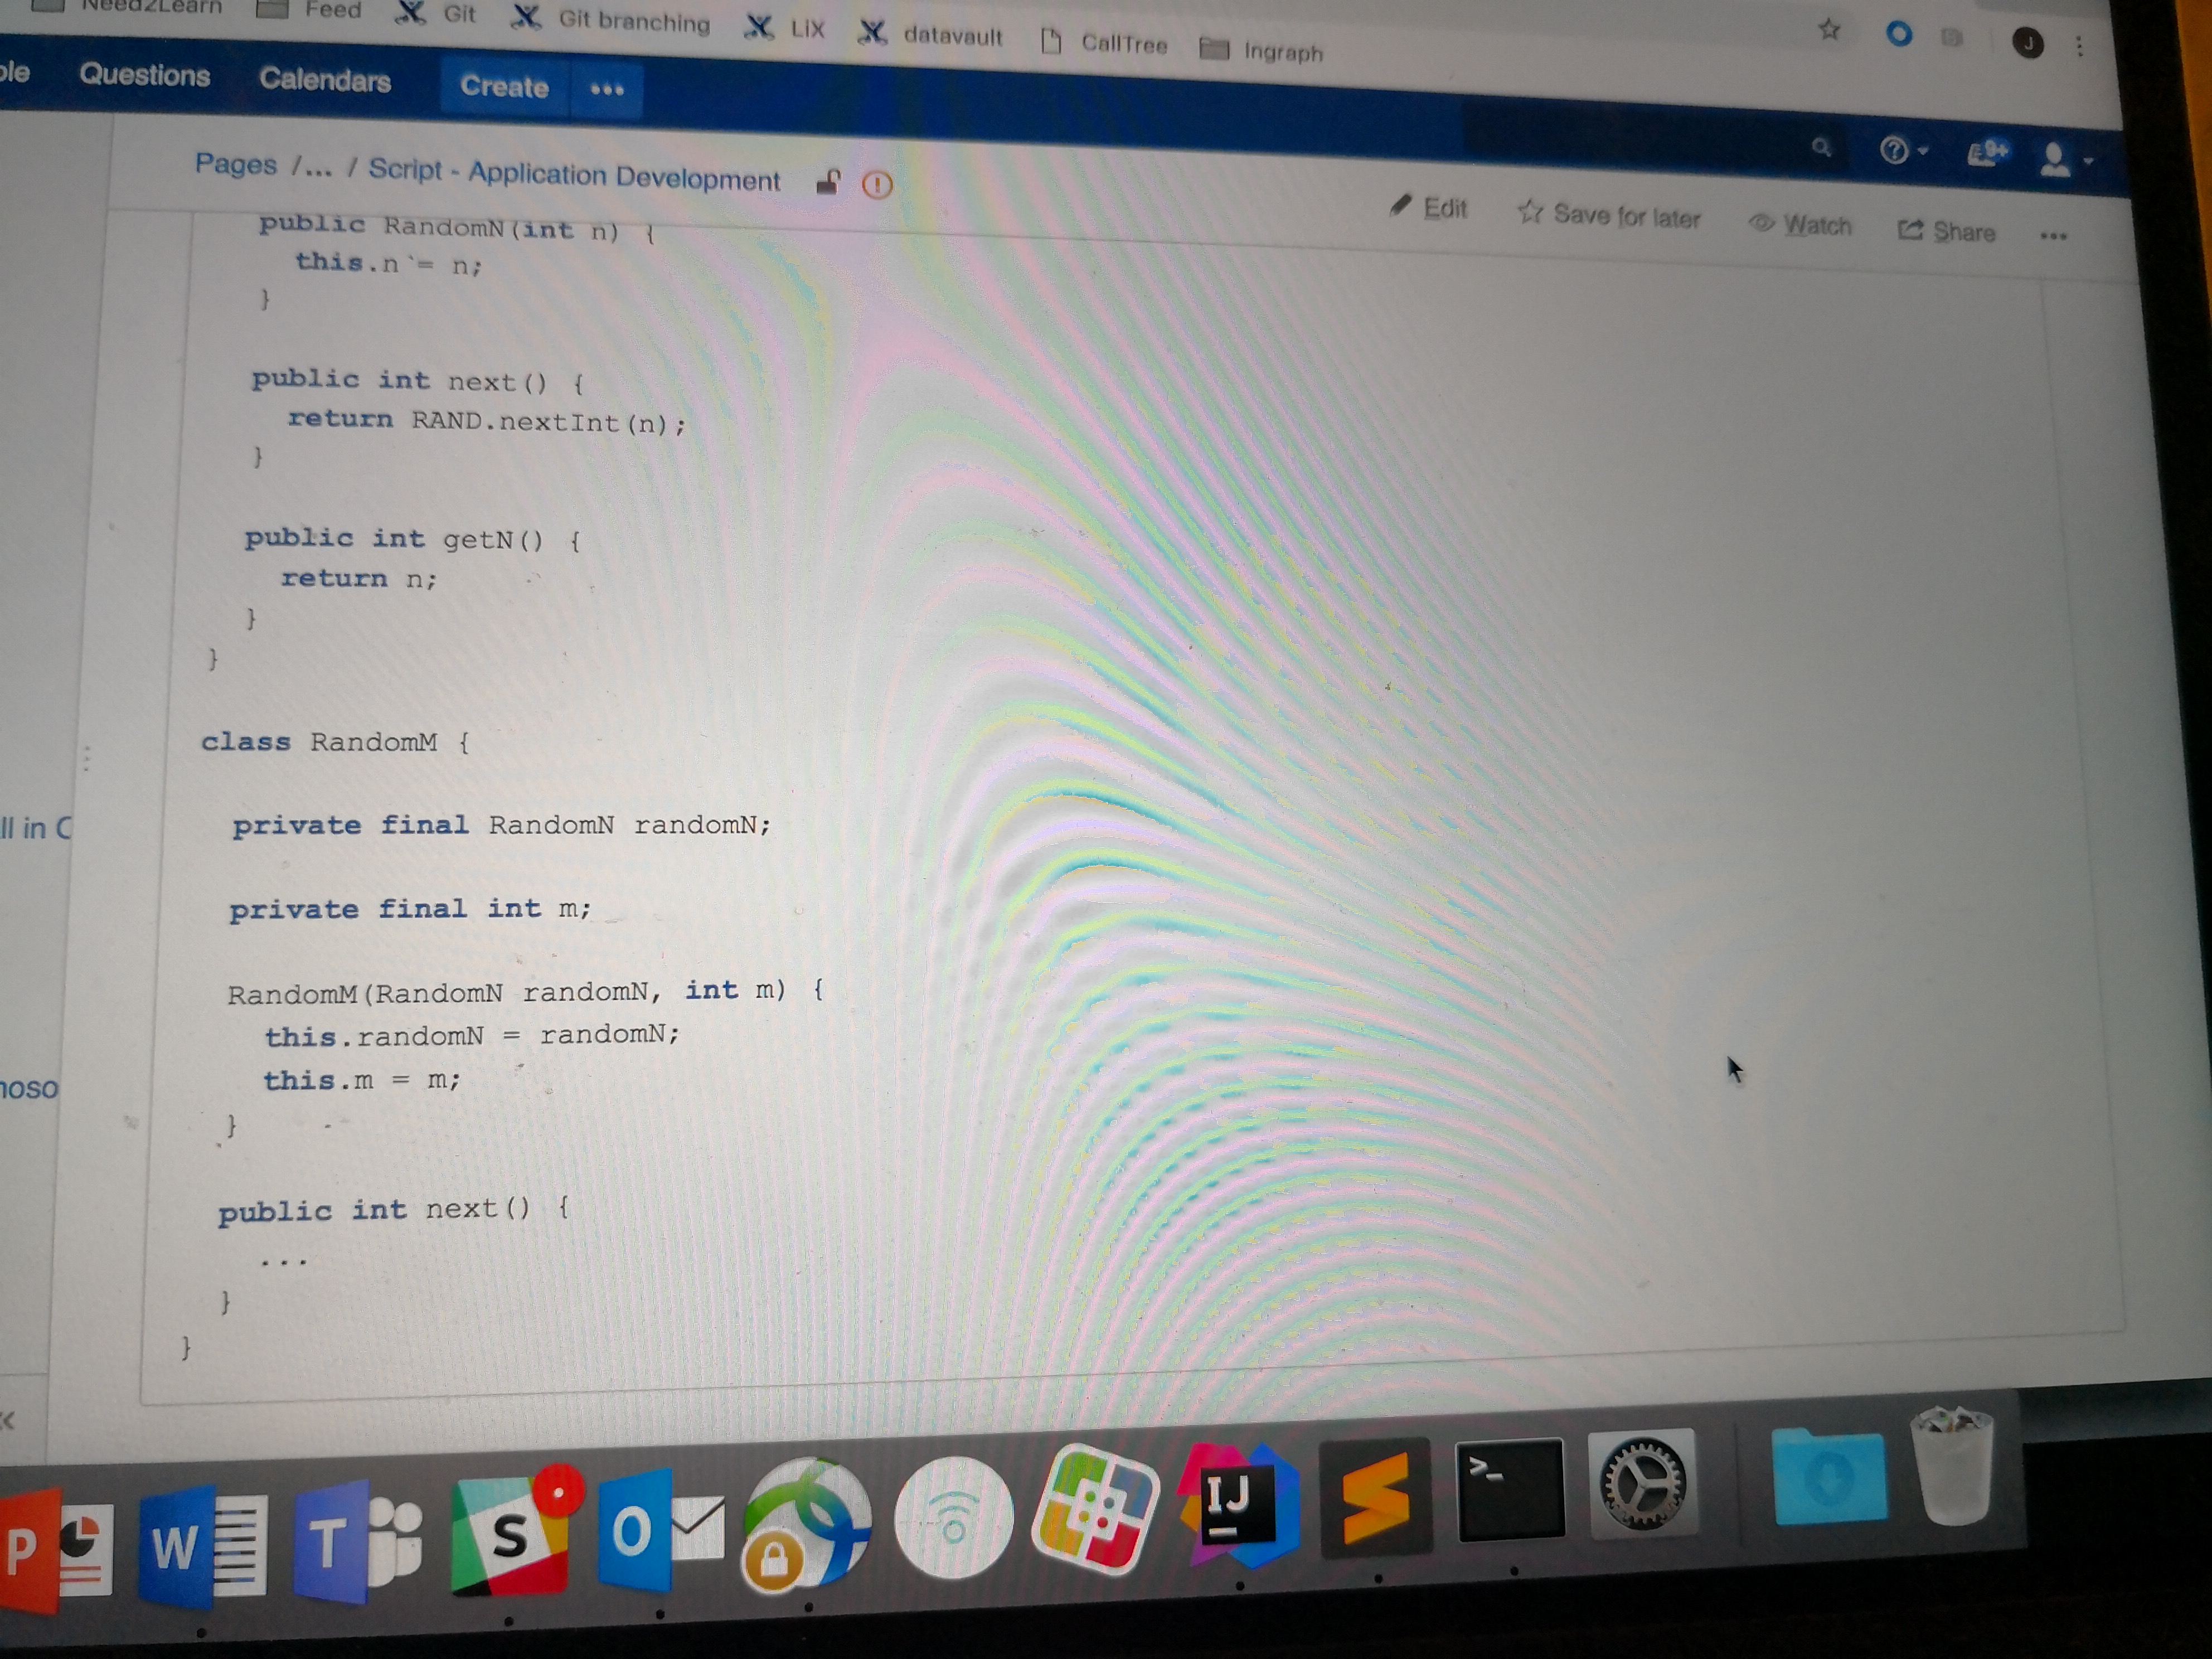 Need2Learn Feed Git Git branching LiX datavault CallTree Ingraph J
ple Questions Calendars Create ••• 9+
Pages /... / Script - Application Development
Edit Save for later Watch Share •••
public RandomN(int n) {
this.n = n;
}
public int next() {
return RAND.nextInt(n);
}
public int getN() {
return n;
}
}
class RandomM {
private final RandomN randomN;
private final int m;
RandomM(RandomN randomN, int m) {
this.randomN = randomN;
this.m = m;
}
public int next() {
...
}
}
ll in C
noso
P W T S O IJ >_